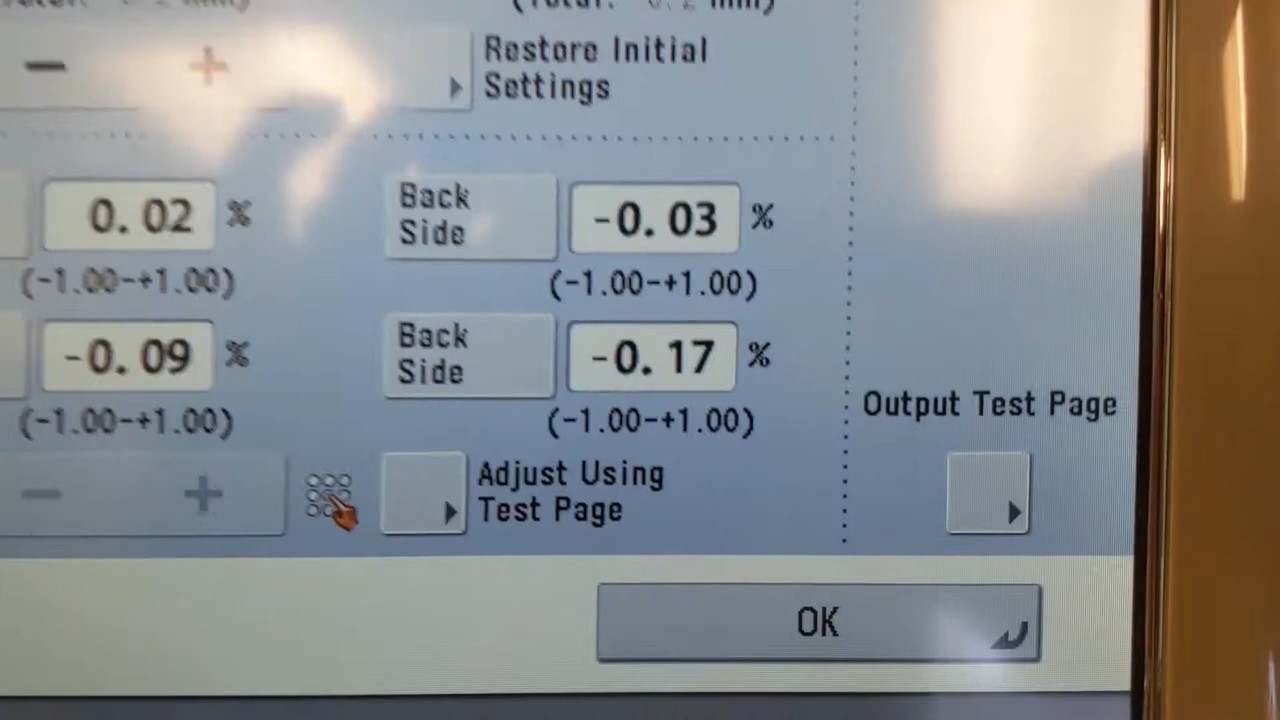 Restore Initial
Settings
0.02 %
Back
Side
-0.03 %
(-1.00-+1.00)
(-1.00-+1.00)
-0.09 %
Back
Side
-0.17 %
(-1.00-+1.00)
(-1.00-+1.00)
Output Test Page
Adjust Using
Test Page
OK